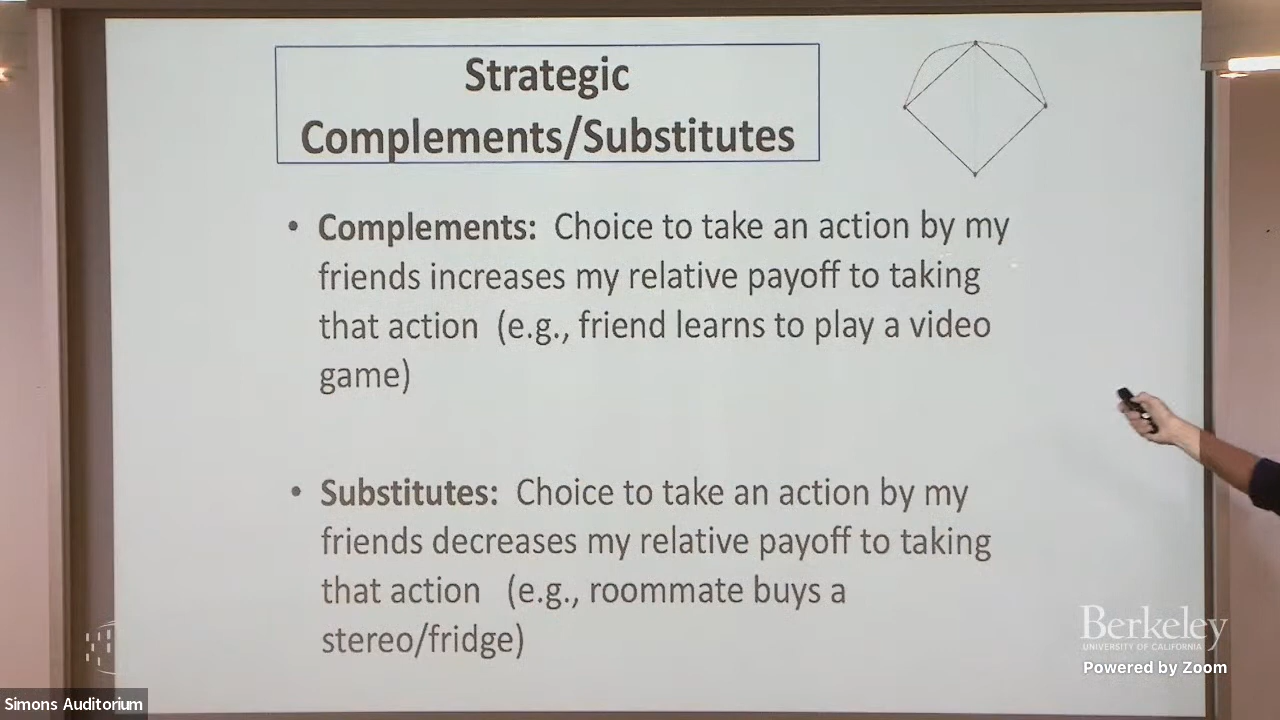 Strategic
Complements/Substitutes
• Complements: Choice to take an action by my
friends increases my relative payoff to taking
that action (e.g., friend learns to play a video
game)
• Substitutes: Choice to take an action by my
friends decreases my relative payoff to taking
that action (e.g., roommate buys a
stereo/fridge)
Berkeley
UNIVERSITY OF CALIFORNIA
Powered by Zoom
Simons Auditorium